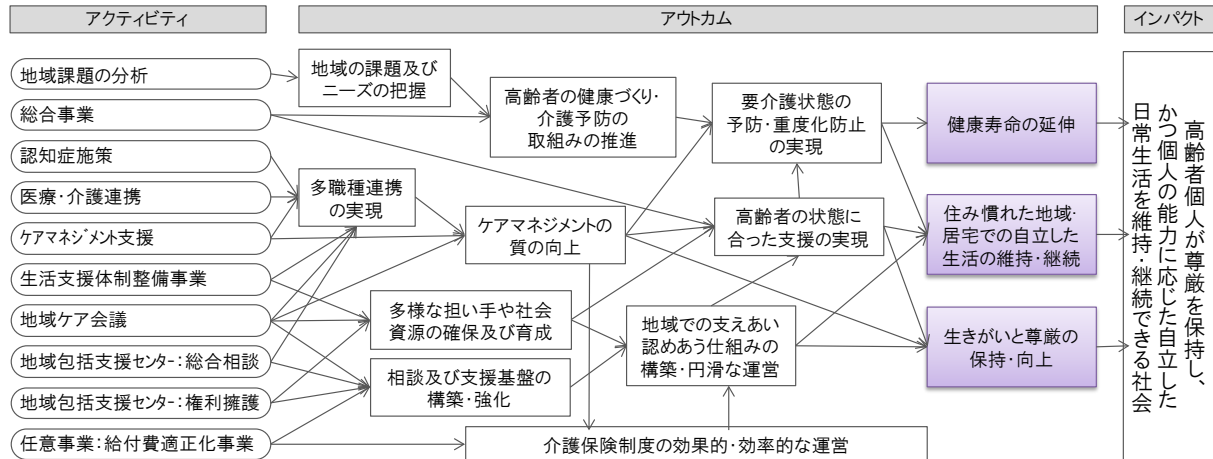 アクティビティ
アウトカム
インパクト
地域課題の分析
総合事業
認知症施策
医療・介護連携
ケアマネジメント支援
生活支援体制整備事業
地域ケア会議
地域包括支援センター:総合相談
地域包括支援センター:権利擁護
任意事業:給付費適正化事業
地域の課題及び
ニーズの把握
多職種連携
の実現
高齢者の健康づくり・
介護予防の
取組みの推進
ケアマネジメントの
質の向上
多様な担い手や社会
資源の確保及び育成
相談及び支援基盤の
構築・強化
介護保険制度の効果的・効率的な運営
要介護状態の
予防・重度化防止
の実現
高齢者の状態に
合った支援の実現
地域での支えあい
認めあう仕組みの
構築・円滑な運営
健康寿命の延伸
住み慣れた地域・
居宅での自立した
生活の維持・継続
生きがいと尊厳の
保持・向上
高齢者個人が尊厳を保持し、
かつ個人の能力に応じた自立した
日常生活を維持・継続できる社会